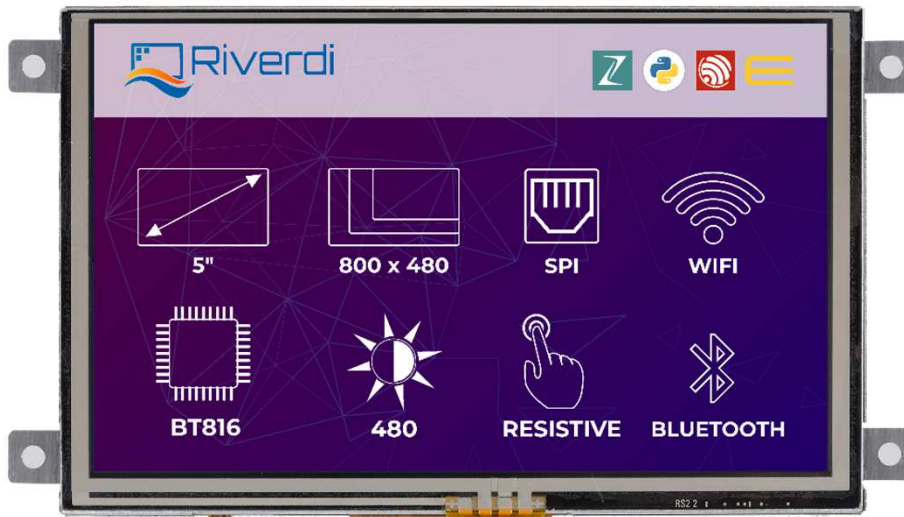 Riverdi
5"
800 x 480
SPI
WIFI
BT816
480
RESISTIVE
BLUETOOTH
RS2 2